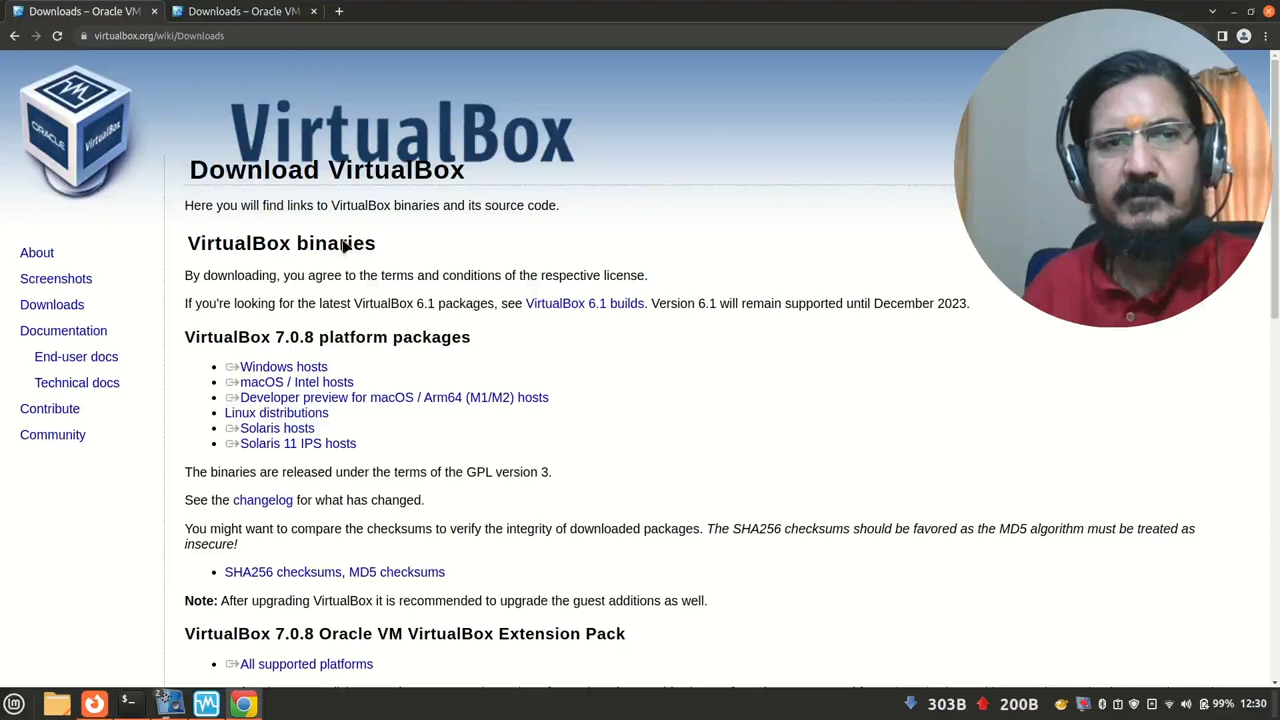 Downloads – Oracle VM
Download – Oracle VM
virtualbox.org/wiki/Downloads
ORACLE
VirtualBox
VirtualBox
Download VirtualBox
Here you will find links to VirtualBox binaries and its source code.
VirtualBox binaries
By downloading, you agree to the terms and conditions of the respective license.
If you're looking for the latest VirtualBox 6.1 packages, see VirtualBox 6.1 builds. Version 6.1 will remain supported until December 2023.
About
Screenshots
Downloads
Documentation
End-user docs
Technical docs
Contribute
Community
VirtualBox 7.0.8 platform packages
Windows hosts
macOS / Intel hosts
Developer preview for macOS / Arm64 (M1/M2) hosts
Linux distributions
Solaris hosts
Solaris 11 IPS hosts
The binaries are released under the terms of the GPL version 3.
See the changelog for what has changed.
You might want to compare the checksums to verify the integrity of downloaded packages. The SHA256 checksums should be favored as the MD5 algorithm must be treated as
insecure!
SHA256 checksums, MD5 checksums
Note: After upgrading VirtualBox it is recommended to upgrade the guest additions as well.
VirtualBox 7.0.8 Oracle VM VirtualBox Extension Pack
All supported platforms
303B 200B 99% 12:30